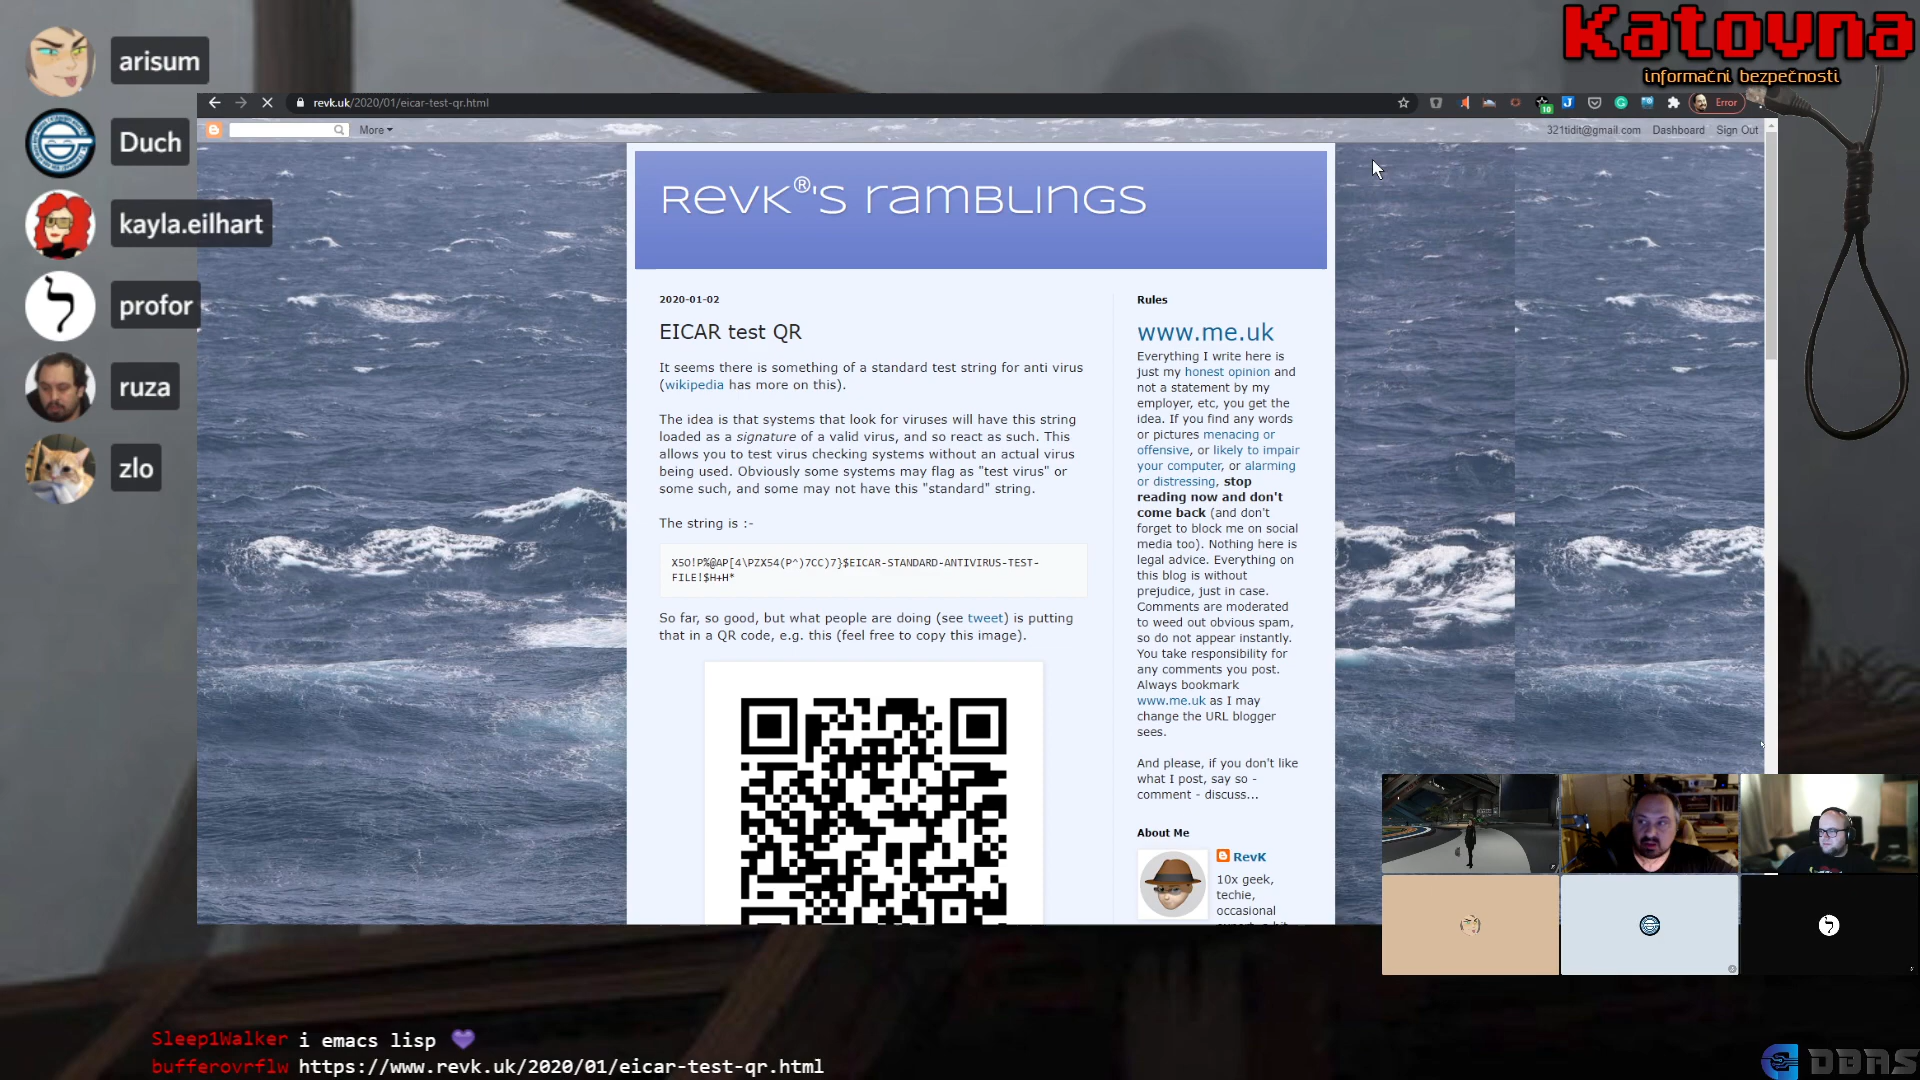 Katovna
informační bezpečnosti
arisum
Duch
kayla.eilhart
profor
ruza
zlo
revk.uk/2020/01/eicar-test-qr.html
10
Error
More
321tidit@gmail.com Dashboard Sign Out
RevK®'s ramblings
2020-01-02
EICAR test QR
It seems there is something of a standard test string for anti virus
(wikipedia has more on this).
The idea is that systems that look for viruses will have this string
loaded as a signature of a valid virus, and so react as such. This
allows you to test virus checking systems without an actual virus
being used. Obviously some systems may flag as "test virus" or
some such, and some may not have this "standard" string.
The string is :-
X5O!P%@AP[4\PZX54(P^)7CC)7}$EICAR-STANDARD-ANTIVIRUS-TEST-
FILE!$H+H*
So far, so good, but what people are doing (see tweet) is putting
that in a QR code, e.g. this (feel free to copy this image).
Rules
www.me.uk
Everything I write here is
just my honest opinion and
not a statement by my
employer, etc, you get the
idea. If you find any words
or pictures menacing or
offensive, or likely to impair
your computer, or alarming
or distressing, stop
reading now and don't
come back (and don't
forget to block me on social
media too). Nothing here is
legal advice. Everything on
this blog is without
prejudice, just in case.
Comments are moderated
to weed out obvious spam,
so do not appear instantly.
You take responsibility for
any comments you post.
Always bookmark
www.me.uk as I may
change the URL blogger
sees.
And please, if you don't like
what I post, say so -
comment - discuss...
About Me
RevK
10x geek,
techie,
occasional
Sleep1Walker i emacs lisp 💜
bufferovrflw https://www.revk.uk/2020/01/eicar-test-qr.html